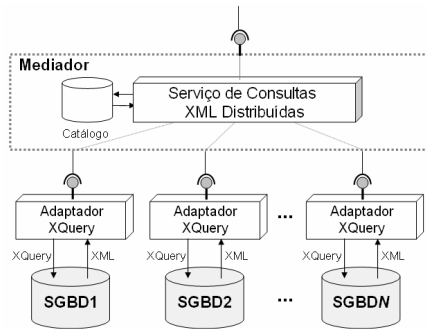 Mediador
Serviço de Consultas
XML Distribuídas
Catálogo
Adaptador
XQuery
Adaptador
XQuery
...
Adaptador
XQuery
XQuery
XML
XQuery
XML
XQuery
XML
SGBD1
SGBD2
...
SGBDN